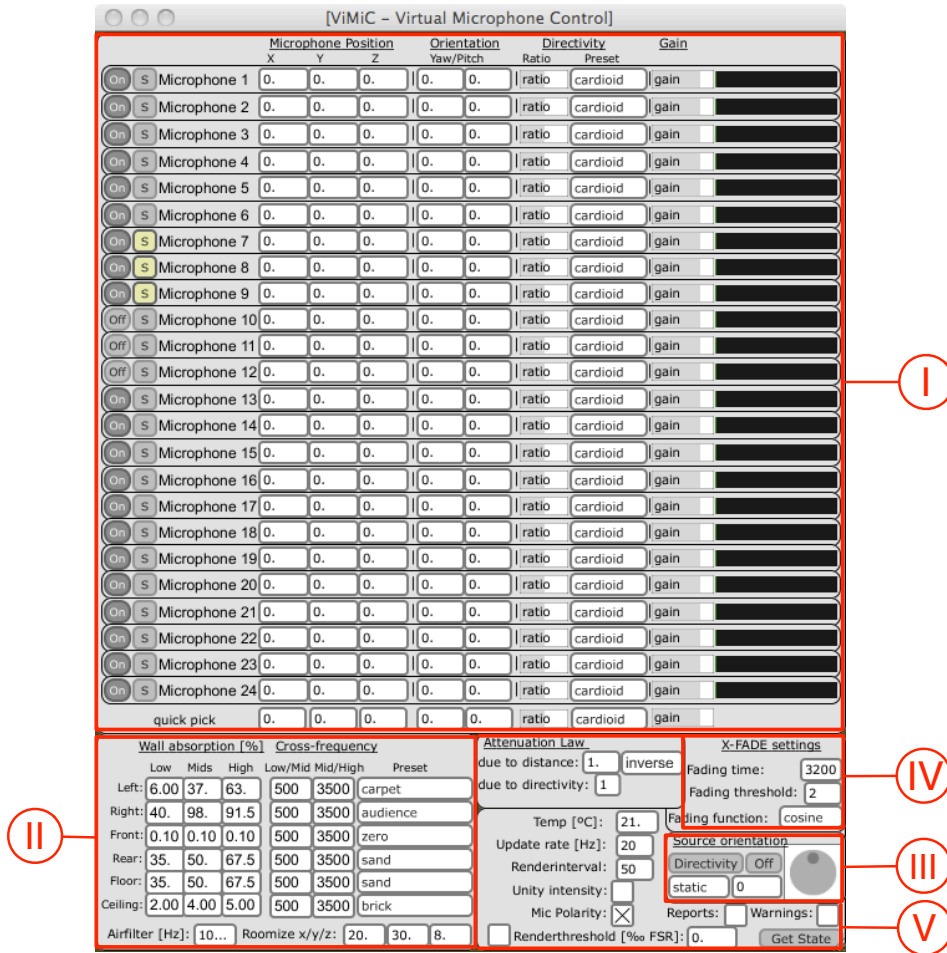 [ViMiC – Virtual Microphone Control]
Microphone Position Orientation Directivity Gain
X Y Z Yaw/Pitch Ratio Preset
On S Microphone 1 0. 0. 0. 0. 0. ratio cardioid gain
On S Microphone 2 0. 0. 0. 0. 0. ratio cardioid gain
On S Microphone 3 0. 0. 0. 0. 0. ratio cardioid gain
On S Microphone 4 0. 0. 0. 0. 0. ratio cardioid gain
On S Microphone 5 0. 0. 0. 0. 0. ratio cardioid gain
On S Microphone 6 0. 0. 0. 0. 0. ratio cardioid gain
On S Microphone 7 0. 0. 0. 0. 0. ratio cardioid gain
On S Microphone 8 0. 0. 0. 0. 0. ratio cardioid gain
On S Microphone 9 0. 0. 0. 0. 0. ratio cardioid gain
Off S Microphone 10 0. 0. 0. 0. 0. ratio cardioid gain
Off S Microphone 11 0. 0. 0. 0. 0. ratio cardioid gain
Off S Microphone 12 0. 0. 0. 0. 0. ratio cardioid gain
On S Microphone 13 0. 0. 0. 0. 0. ratio cardioid gain
On S Microphone 14 0. 0. 0. 0. 0. ratio cardioid gain
On S Microphone 15 0. 0. 0. 0. 0. ratio cardioid gain
On S Microphone 16 0. 0. 0. 0. 0. ratio cardioid gain
On S Microphone 17 0. 0. 0. 0. 0. ratio cardioid gain
On S Microphone 18 0. 0. 0. 0. 0. ratio cardioid gain
On S Microphone 19 0. 0. 0. 0. 0. ratio cardioid gain
On S Microphone 20 0. 0. 0. 0. 0. ratio cardioid gain
On S Microphone 21 0. 0. 0. 0. 0. ratio cardioid gain
On S Microphone 22 0. 0. 0. 0. 0. ratio cardioid gain
On S Microphone 23 0. 0. 0. 0. 0. ratio cardioid gain
On S Microphone 24 0. 0. 0. 0. 0. ratio cardioid gain
quick pick 0. 0. 0. 0. 0. ratio cardioid gain
I
Wall absorption [%] Cross-frequency
Low Mids High Low/Mid Mid/High Preset
Left: 6.00 37. 63. 500 3500 carpet
Right: 40. 98. 91.5 500 3500 audience
Front: 0.10 0.10 0.10 500 3500 zero
Rear: 35. 50. 67.5 500 3500 sand
Floor: 35. 50. 67.5 500 3500 sand
Ceiling: 2.00 4.00 5.00 500 3500 brick
Airfilter [Hz]: 10... Roomize x/y/z: 20. 30. 8.
II
Attenuation Law
due to distance: 1. inverse
due to directivity: 1
X-FADE settings
Fading time: 3200
Fading threshold: 2
Fading function: cosine
IV
Temp [ºC]: 21.
Update rate [Hz]: 20
Renderinterval: 50
Unity intensity:
Mic Polarity:
Source orientation
Directivity Off
static 0
III
Reports: Warnings:
Renderthreshold [‰ FSR]: 0. Get State
V